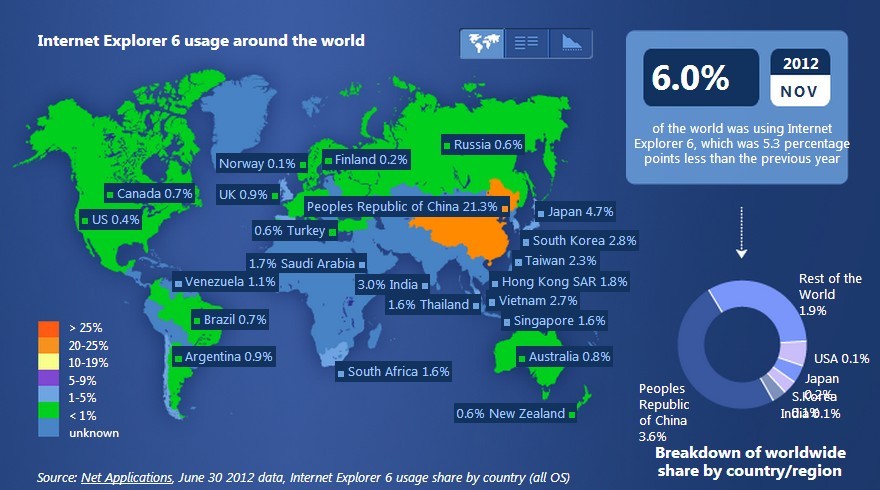 Internet Explorer 6 usage around the world
6.0%
2012
NOV
of the world was using Internet
Explorer 6, which was 5.3 percentage
points less than the previous year
Russia 0.6%
Norway 0.1%
Finland 0.2%
Canada 0.7%
UK 0.9%
Peoples Republic of China 21.3%
Japan 4.7%
US 0.4%
0.6% Turkey
South Korea 2.8%
1.7% Saudi Arabia
Taiwan 2.3%
Venezuela 1.1%
3.0% India
Hong Kong SAR 1.8%
1.6% Thailand
Vietnam 2.7%
Brazil 0.7%
Singapore 1.6%
Argentina 0.9%
Australia 0.8%
South Africa 1.6%
0.6% New Zealand
> 25%
20-25%
10-19%
5-9%
1-5%
< 1%
unknown
Rest of the
World
1.9%
USA 0.1%
Japan
0.2%
S.Korea
0.1%
India 0.1%
Peoples
Republic
of China
3.6%
Breakdown of worldwide
share by country/region
Source: Net Applications, June 30 2012 data, Internet Explorer 6 usage share by country (all OS)